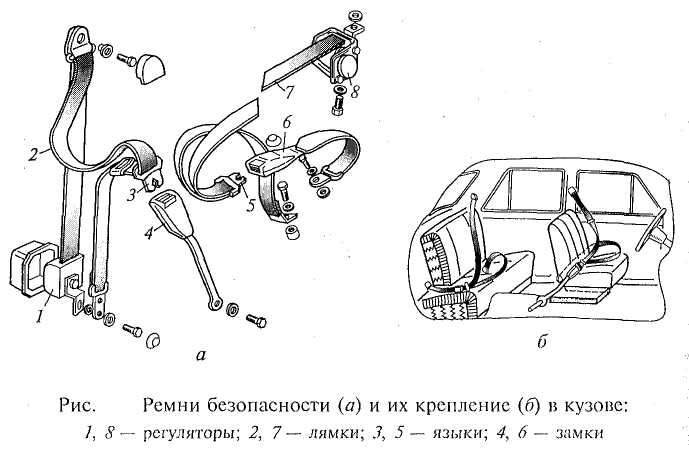 7
8
6
2
3
5
4
1
а
б
Рис. Ремни безопасности (а) и их крепление (б) в кузове:
1, 8 — регуляторы; 2, 7 — лямки; 3, 5 — языки; 4, 6 — замки